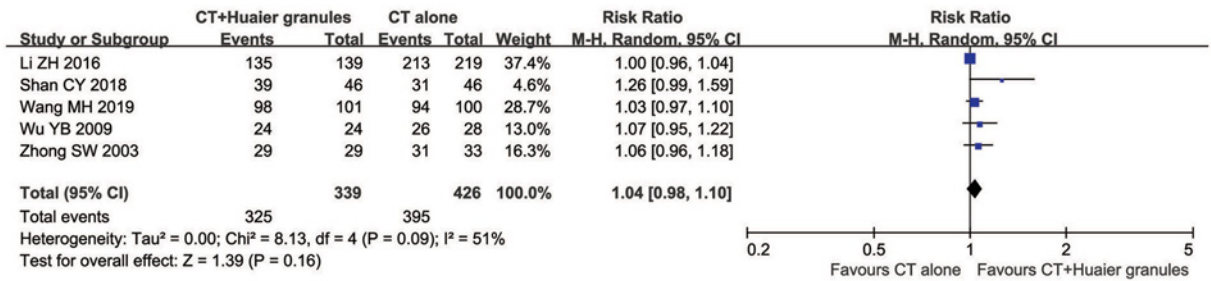 CT+Huaier granules CT alone Risk Ratio Risk Ratio
Study or Subgroup Events Total Events Total Weight M-H, Random, 95% CI M-H, Random, 95% CI
Li ZH 2016 135 139 213 219 37.4% 1.00 [0.96, 1.04]
Shan CY 2018 39 46 31 46 4.6% 1.26 [0.99, 1.59]
Wang MH 2019 98 101 94 100 28.7% 1.03 [0.97, 1.10]
Wu YB 2009 24 24 26 28 13.0% 1.07 [0.95, 1.22]
Zhong SW 2003 29 29 31 33 16.3% 1.06 [0.96, 1.18]
Total (95% CI) 339 426 100.0% 1.04 [0.98, 1.10]
Total events 325 395
Heterogeneity: Tau² = 0.00; Chi² = 8.13, df = 4 (P = 0.09); I² = 51%
Test for overall effect: Z = 1.39 (P = 0.16)
0.2 0.5 1 2 5
Favours CT alone Favours CT+Huaier granules